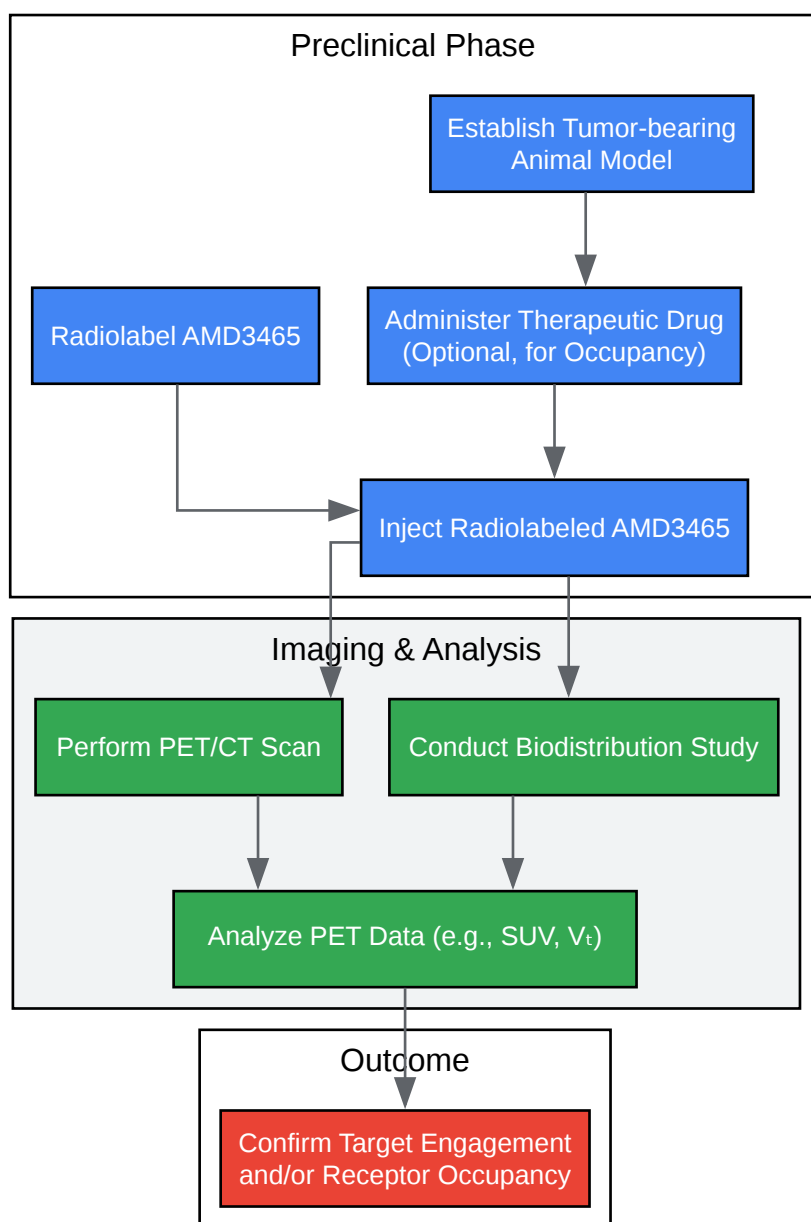 Preclinical Phase
Establish Tumor-bearing
Animal Model
Radiolabel AMD3465
Administer Therapeutic Drug
(Optional, for Occupancy)
Inject Radiolabeled AMD3465
Imaging & Analysis
Perform PET/CT Scan
Conduct Biodistribution Study
Analyze PET Data (e.g., SUV, Vₜ)
Outcome
Confirm Target Engagement
and/or Receptor Occupancy